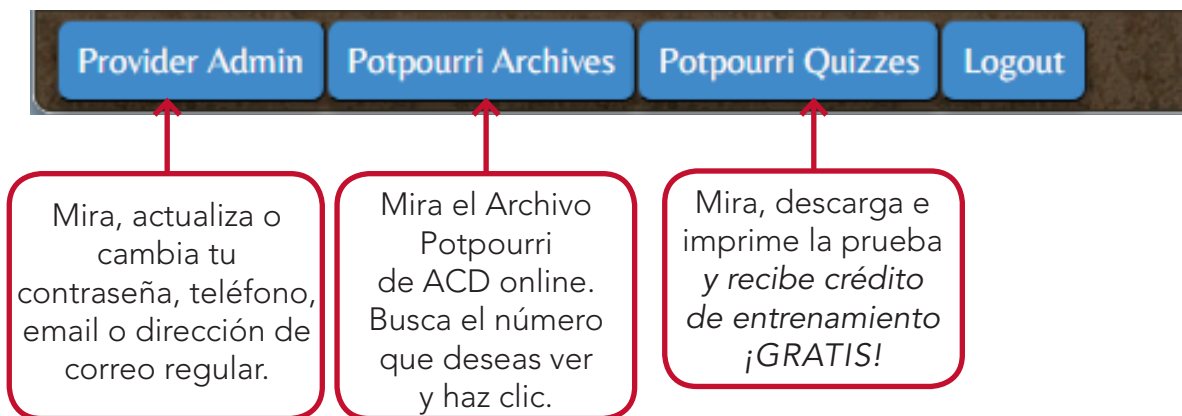 Provider Admin
Potpourri Archives
Potpourri Quizzes
Logout
Mira, actualiza o
cambia tu
contraseña, teléfono,
email o dirección de
correo regular.
Mira el Archivo
Potpourri
de ACD online.
Busca el número
que deseas ver
y haz clic.
Mira, descarga e
imprime la prueba
y recibe crédito
de entrenamiento
¡GRATIS!